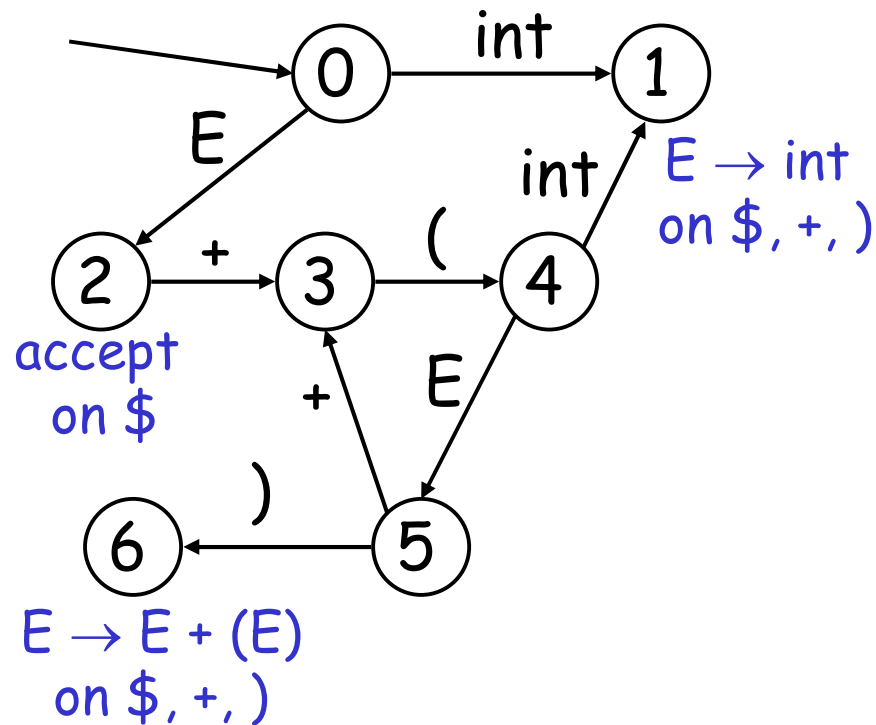 int
0
1
E
E → int
on $, +, )
int
+
(
2
3
4
accept
on $
+
E
)
6
5
E → E + (E)
on $, +, )